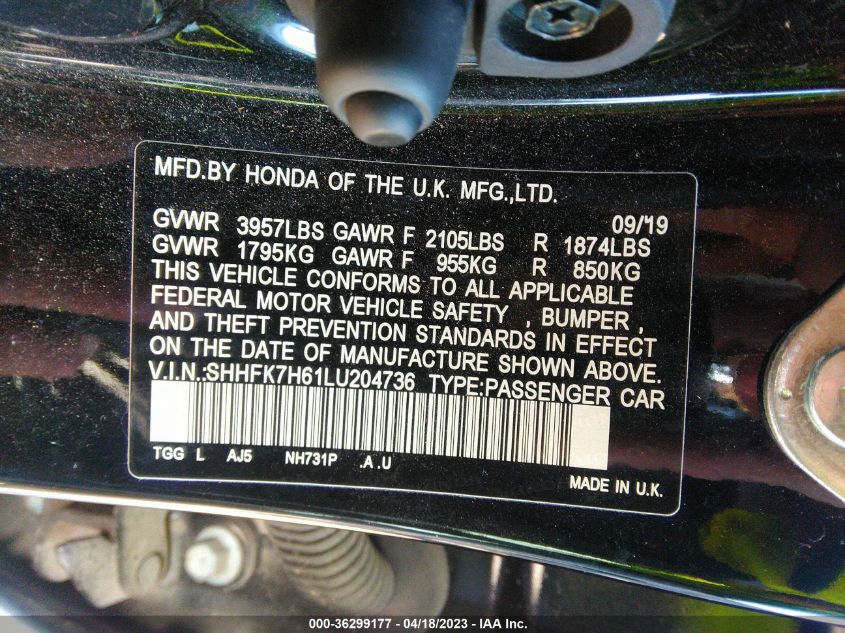 MFD.BY HONDA OF THE U.K. MFG.,LTD.
09/19
GVWR 3957LBS GAWR F 2105LBS R 1874LBS
GVWR 1795KG GAWR F 955KG R 850KG
THIS VEHICLE CONFORMS TO ALL APPLICABLE
FEDERAL MOTOR VEHICLE SAFETY , BUMPER ,
AND THEFT PREVENTION STANDARDS IN EFFECT
ON THE DATE OF MANUFACTURE SHOWN ABOVE.
V.I.N.:SHHFK7H61LU204736 TYPE:PASSENGER CAR
TGG L AJ5 NH731P .A .U
MADE IN U.K.
000-36299177 - 04/18/2023 - IAA Inc.